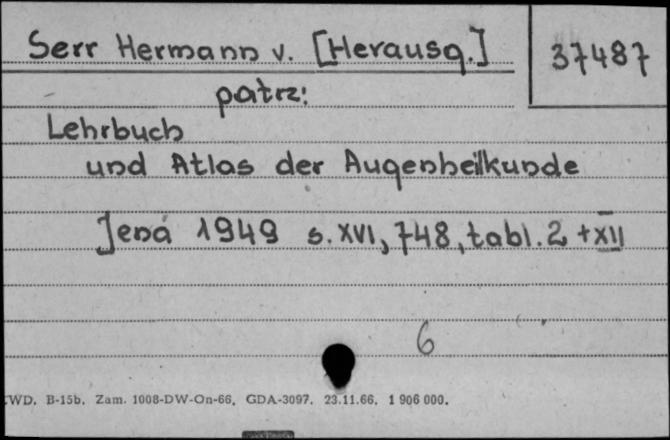 Serr Hermann v. [Herausg.]
37487
patrz:
Lehrbuch
und Atlas der Augenheilkunde
Jena 1949 s. XVI, 748, tabl. 2 + XII
6
WD. B-15b. Zam. 1008-DW-On-66. GDA-3097. 23.11.66. 1 906 000.